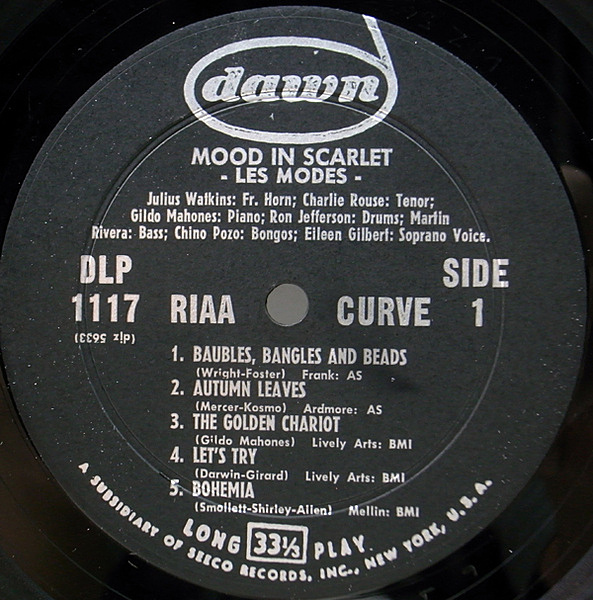 dawn
MOOD IN SCARLET
- LES MODES -
Julius Watkins: Fr. Horn; Charlie Rouse: Tenor;
Gildo Mahones: Piano; Ron Jefferson: Drums; Martin
Rivera: Bass; Chino Pozo: Bongos; Eileen Gilbert: Soprano Voice.
DLP SIDE
1117 RIAA CURVE 1
(dlz 5633)
1. BAUBLES, BANGLES AND BEADS
(Wright-Foster) Frank: AS
2. AUTUMN LEAVES
(Mercer-Kosmo) Ardmore: AS
3. THE GOLDEN CHARIOT
(Gildo Mahones) Lively Arts: BMI
4. LET'S TRY
(Darwin-Girard) Lively Arts: BMI
5. BOHEMIA
(Smollett-Shirley-Allen) Mellin: BMI
LONG 33⅓ PLAY
A SUBSIDIARY OF SEECO RECORDS, INC., NEW YORK, U.S.A.